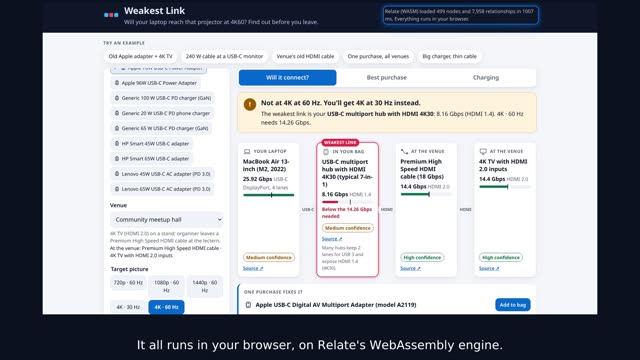 Weakest Link
Will your laptop reach that projector at 4K60? Find out before you leave.
Relate (WASM) loaded 499 nodes and 7,958 relationships in 1007
ms. Everything runs in your browser.
TRY AN EXAMPLE
Old Apple adapter + 4K TV
240 W cable at a USB-C monitor
Venue's old HDMI cable
One purchase, all venues
Big charger, thin cable
Apple 96W USB-C Power Adapter
Generic 100 W USB-C PD charger (GaN)
Generic 20 W USB-C PD phone charger
Generic 65 W USB-C PD charger (GaN)
HP Smart 45W adapter
HP Smart 65W adapter
Lenovo 45W USB-C AC adapter (PD 3.0)
Lenovo 65W USB-C AC adapter (PD 3.0)
Venue
Community meetup hall
4K TV (HDMI 2.0) on a stand; organiser leaves a
Premium High Speed HDMI cable at the lectern.
At the venue: Premium High Speed HDMI cable ·
4K TV with HDMI 2.0 inputs
Target picture
720p · 60 Hz
1080p · 60 Hz
1440p · 60 Hz
4K · 30 Hz
4K · 60 Hz
Will it connect?
Best purchase
Charging
Not at 4K at 60 Hz. You'll get 4K at 30 Hz instead.
The weakest link is your USB-C multiport hub with HDMI 4K30: 8.16 Gbps (HDMI 1.4). 4K · 60 Hz
needs 14.26 Gbps.
YOUR LAPTOP
MacBook Air 13-
inch (M2, 2022)
25.92 Gbps USB-C
DisplayPort, 4 lanes
Medium confidence
Source ↗
USB-C
WEAKEST LINK
IN YOUR BAG
USB-C multiport
hub with HDMI
4K30 (typical 7-in-
1)
8.16 Gbps HDMI 1.4
Below the 14.26 Gbps
needed
Medium confidence
Source ↗
Many hubs keep 2
lanes for USB 3 and
expose HDMI 1.4
(4K30).
HDMI
AT THE VENUE
Premium High
Speed HDMI
cable (18 Gbps)
14.4 Gbps HDMI 2.0
High confidence
Source ↗
HDMI
AT THE VENUE
4K TV with HDMI
2.0 inputs
14.4 Gbps HDMI 2.0
High confidence
Source ↗
ONE PURCHASE FIXES IT
Apple USB-C Digital AV Multiport Adapter (model A2119)
Add to bag
It all runs in your browser, on Relate's WebAssembly engine.